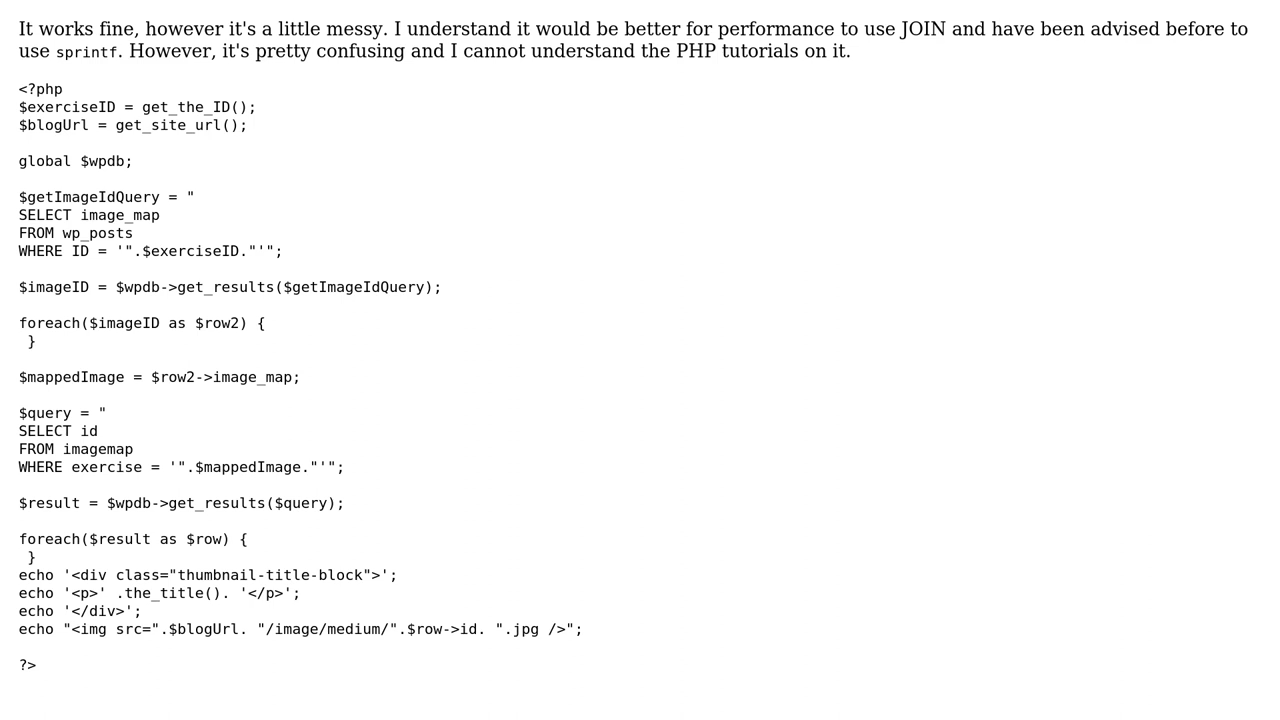 It works fine, however it's a little messy. I understand it would be better for performance to use JOIN and have been advised before to
use sprintf. However, it's pretty confusing and I cannot understand the PHP tutorials on it.
<?php
$exerciseID = get_the_ID();
$blogUrl = get_site_url();
global $wpdb;
$getImageIdQuery = "
SELECT image_map
FROM wp_posts
WHERE ID = '".$exerciseID."'";
$imageID = $wpdb->get_results($getImageIdQuery);
foreach($imageID as $row2) {
 }
$mappedImage = $row2->image_map;
$query = "
SELECT id
FROM imagemap
WHERE exercise = '".$mappedImage."'";
$result = $wpdb->get_results($query);
foreach($result as $row) {
 }
echo '<div class="thumbnail-title-block">';
echo '<p>' .the_title(). '</p>';
echo '</div>';
echo "<img src=".$blogUrl. "/image/medium/".$row->id. ".jpg />";
?>